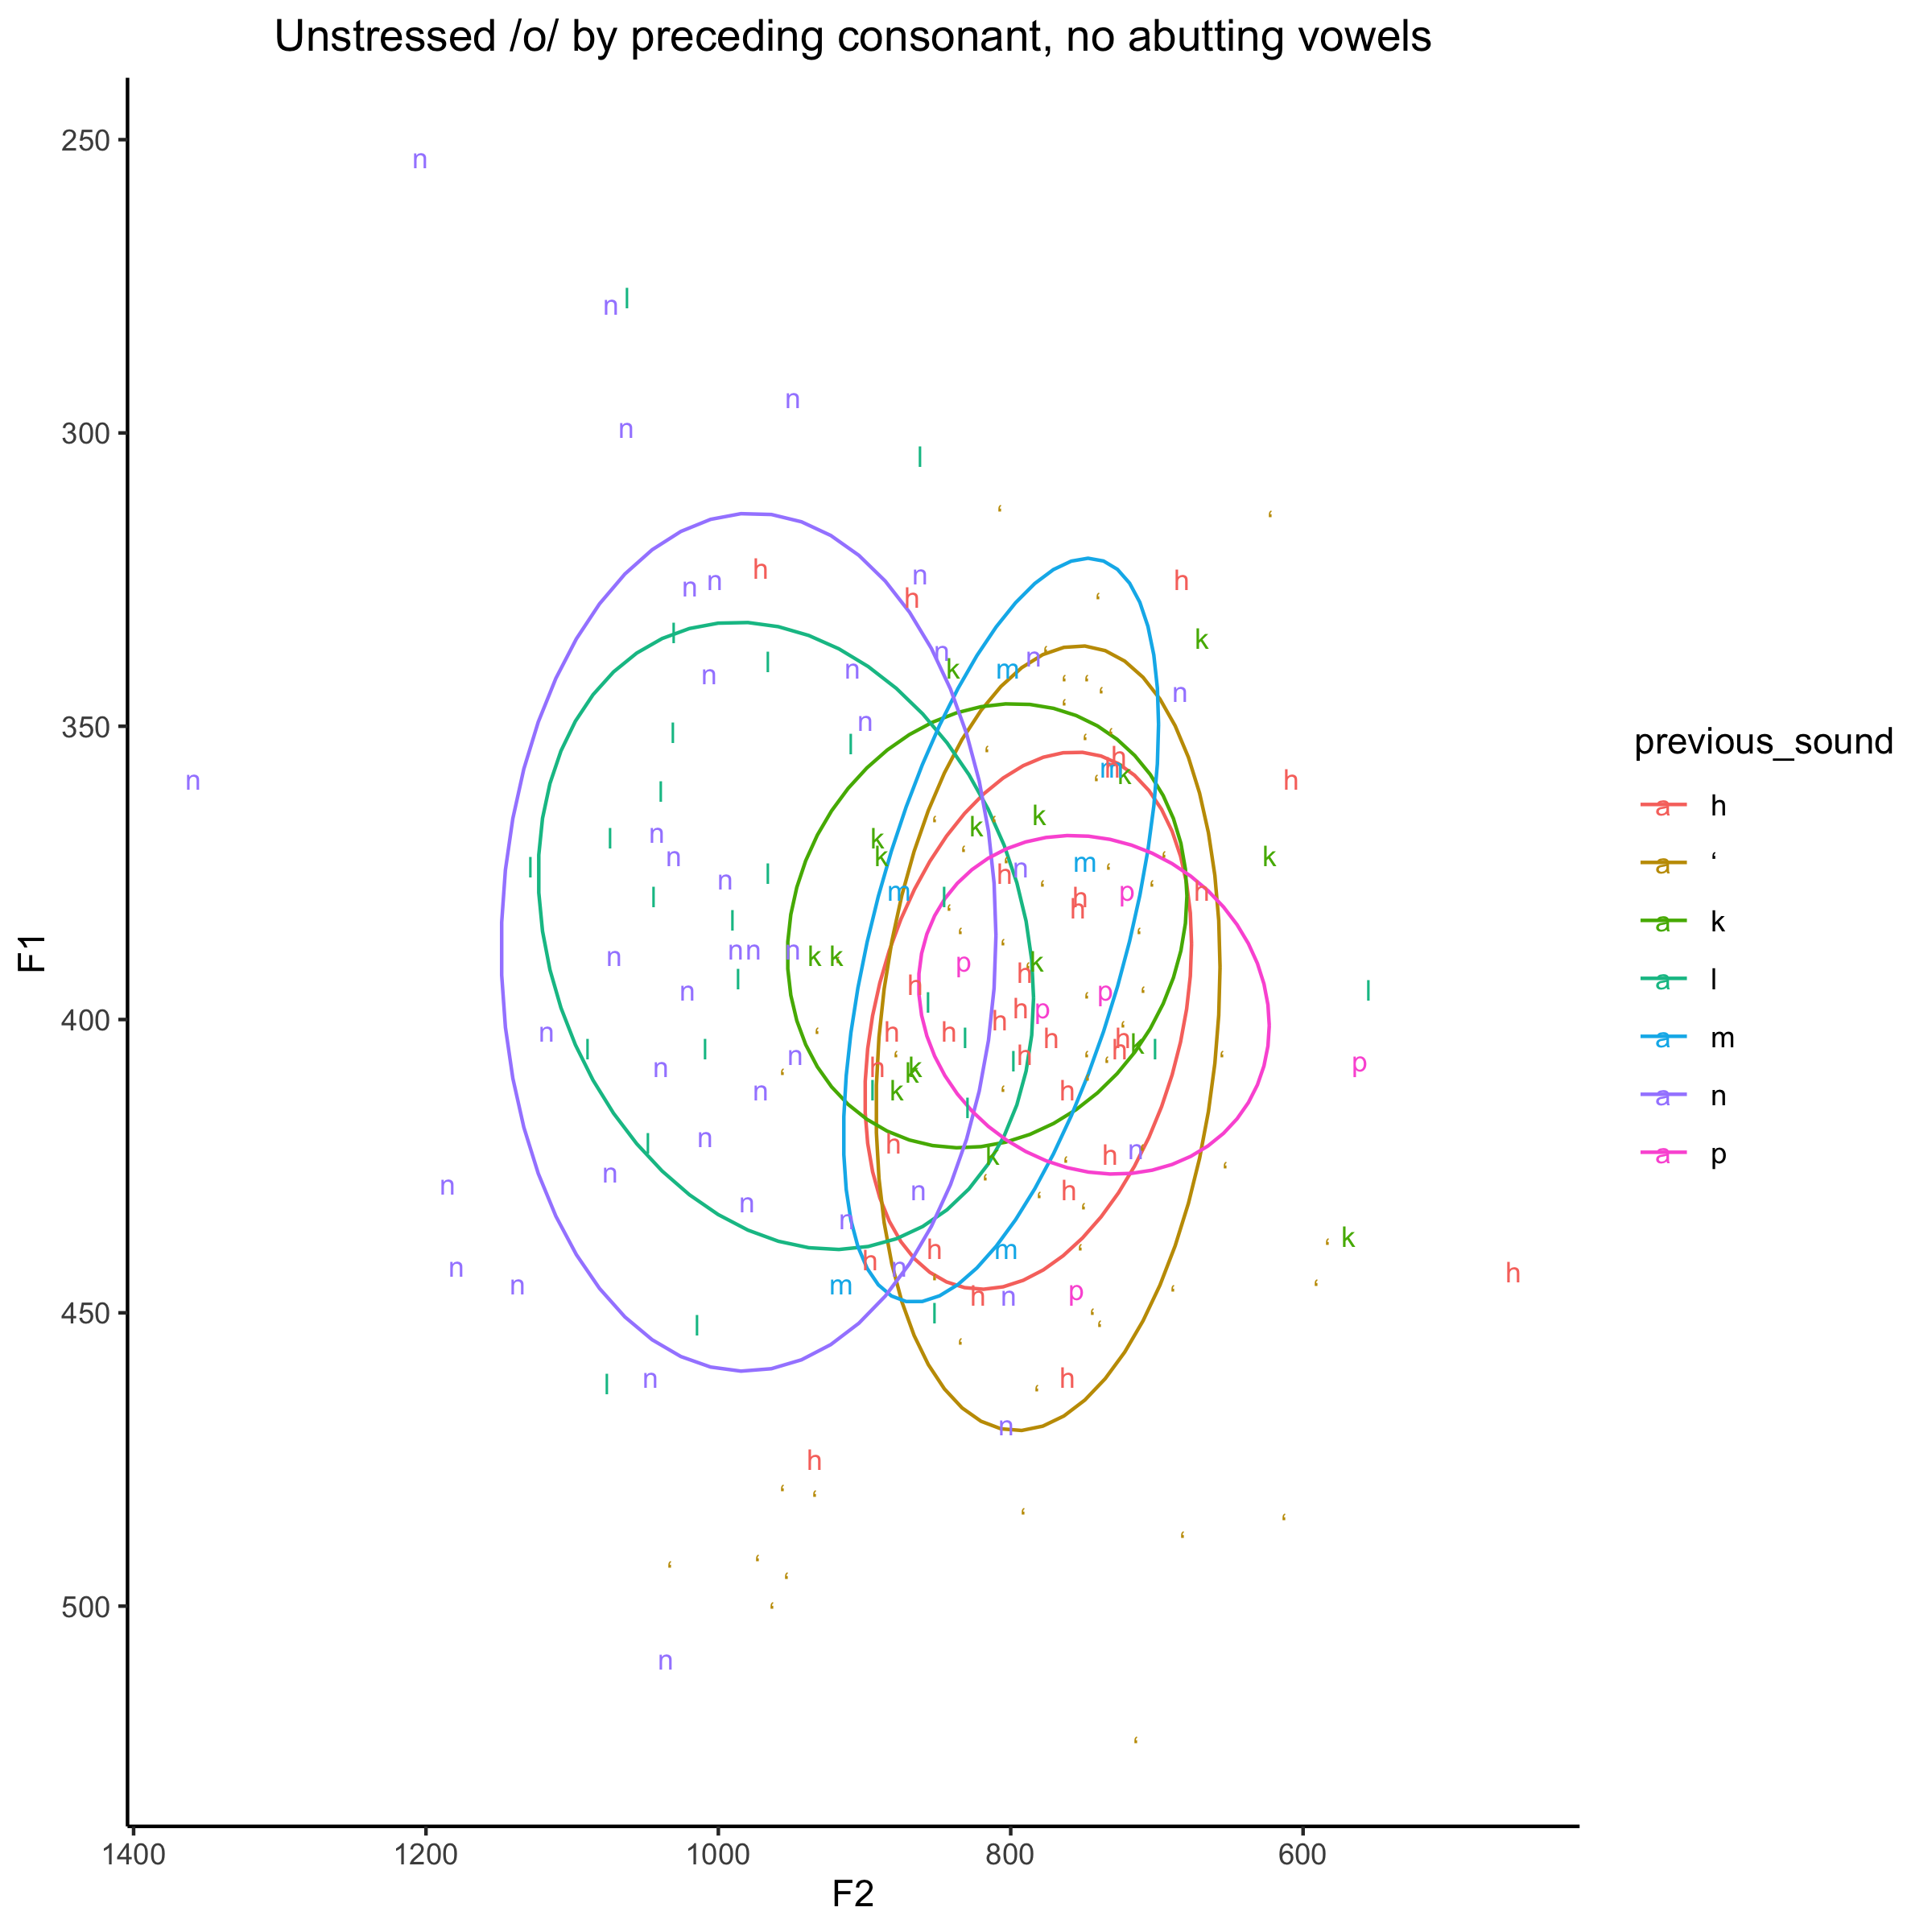 Unstressed /o/ by preceding consonant, no abutting vowels
250
300
350
400
450
500
F1
1400 1200 1000 800 600
F2
previous_sound
a h
a ‘
a k
a l
a m
a n
a p